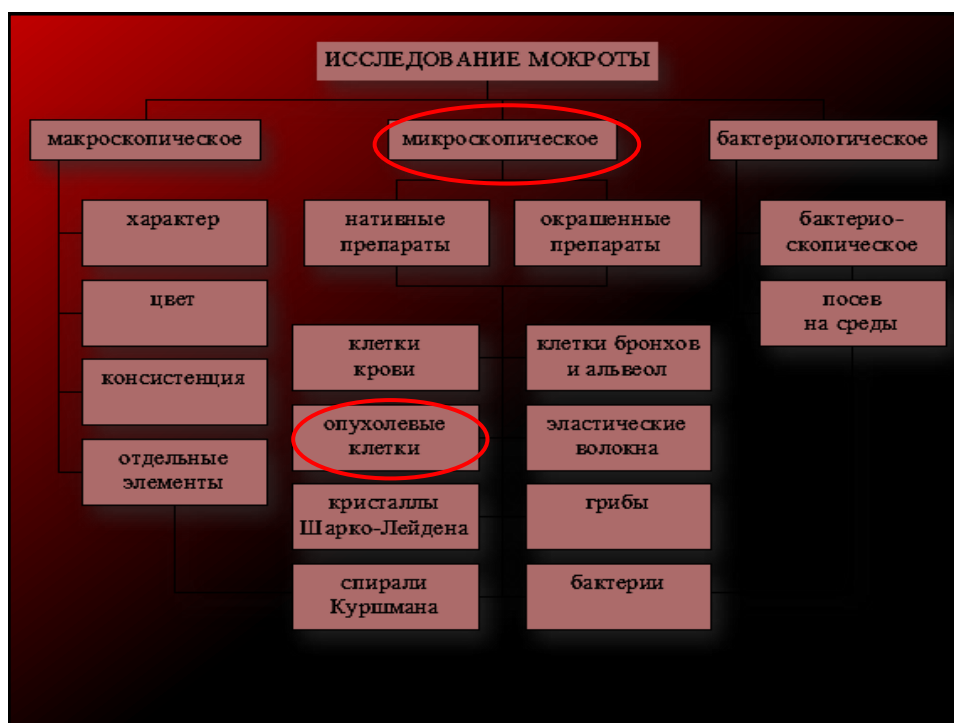 ИССЛЕДОВАНИЕ МОКРОТЫ
макроскопическое
микроскопическое
бактериологическое
характер
цвет
консистенция
отдельные
элементы
нативные
препараты
окрашенные
препараты
клетки
крови
клетки бронхов
и альвеол
опухолевые
клетки
эластические
волокна
кристаллы
Шарко-Лейдена
грибы
спирали
Куршмана
бактерии
бактерио-
скопическое
посев
на среды